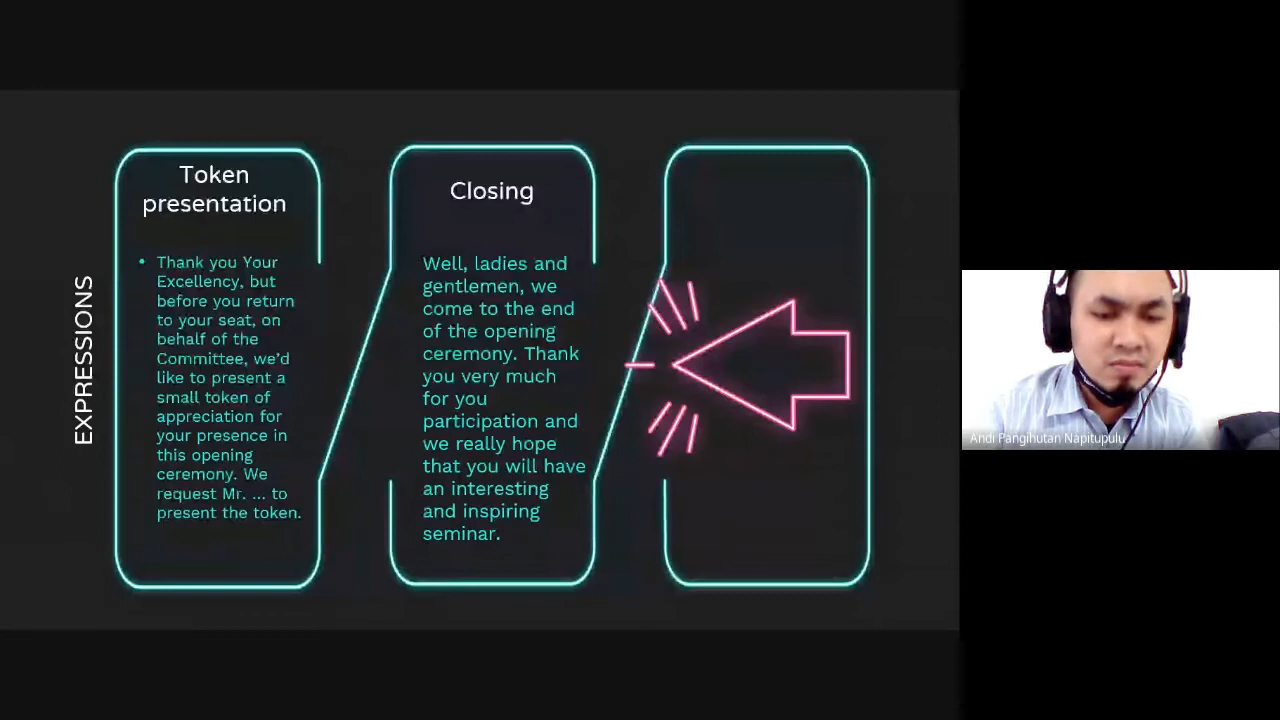 EXPRESSIONS
Token
presentation
• Thank you Your
Excellency, but
before you return
to your seat, on
behalf of the
Committee, we'd
like to present a
small token of
appreciation for
your presence in
this opening
ceremony. We
request Mr. ... to
present the token.
Closing
Well, ladies and
gentlemen, we
come to the end
of the opening
ceremony. Thank
you very much
for you
participation and
we really hope
that you will have
an interesting
and inspiring
seminar.
Andi Pangihutan Napitupulu